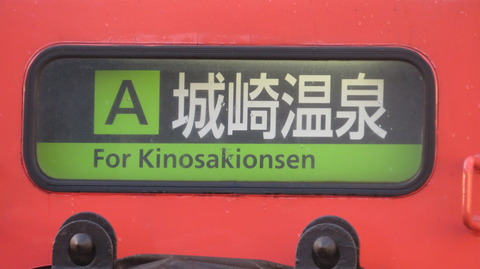 A 城崎温泉
For Kinosakionsen